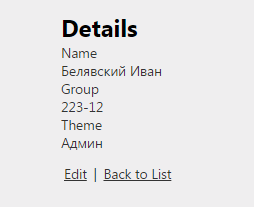 Details
Name
Белявский Иван
Group
223-12
Theme
Админ
Edit | Back to List